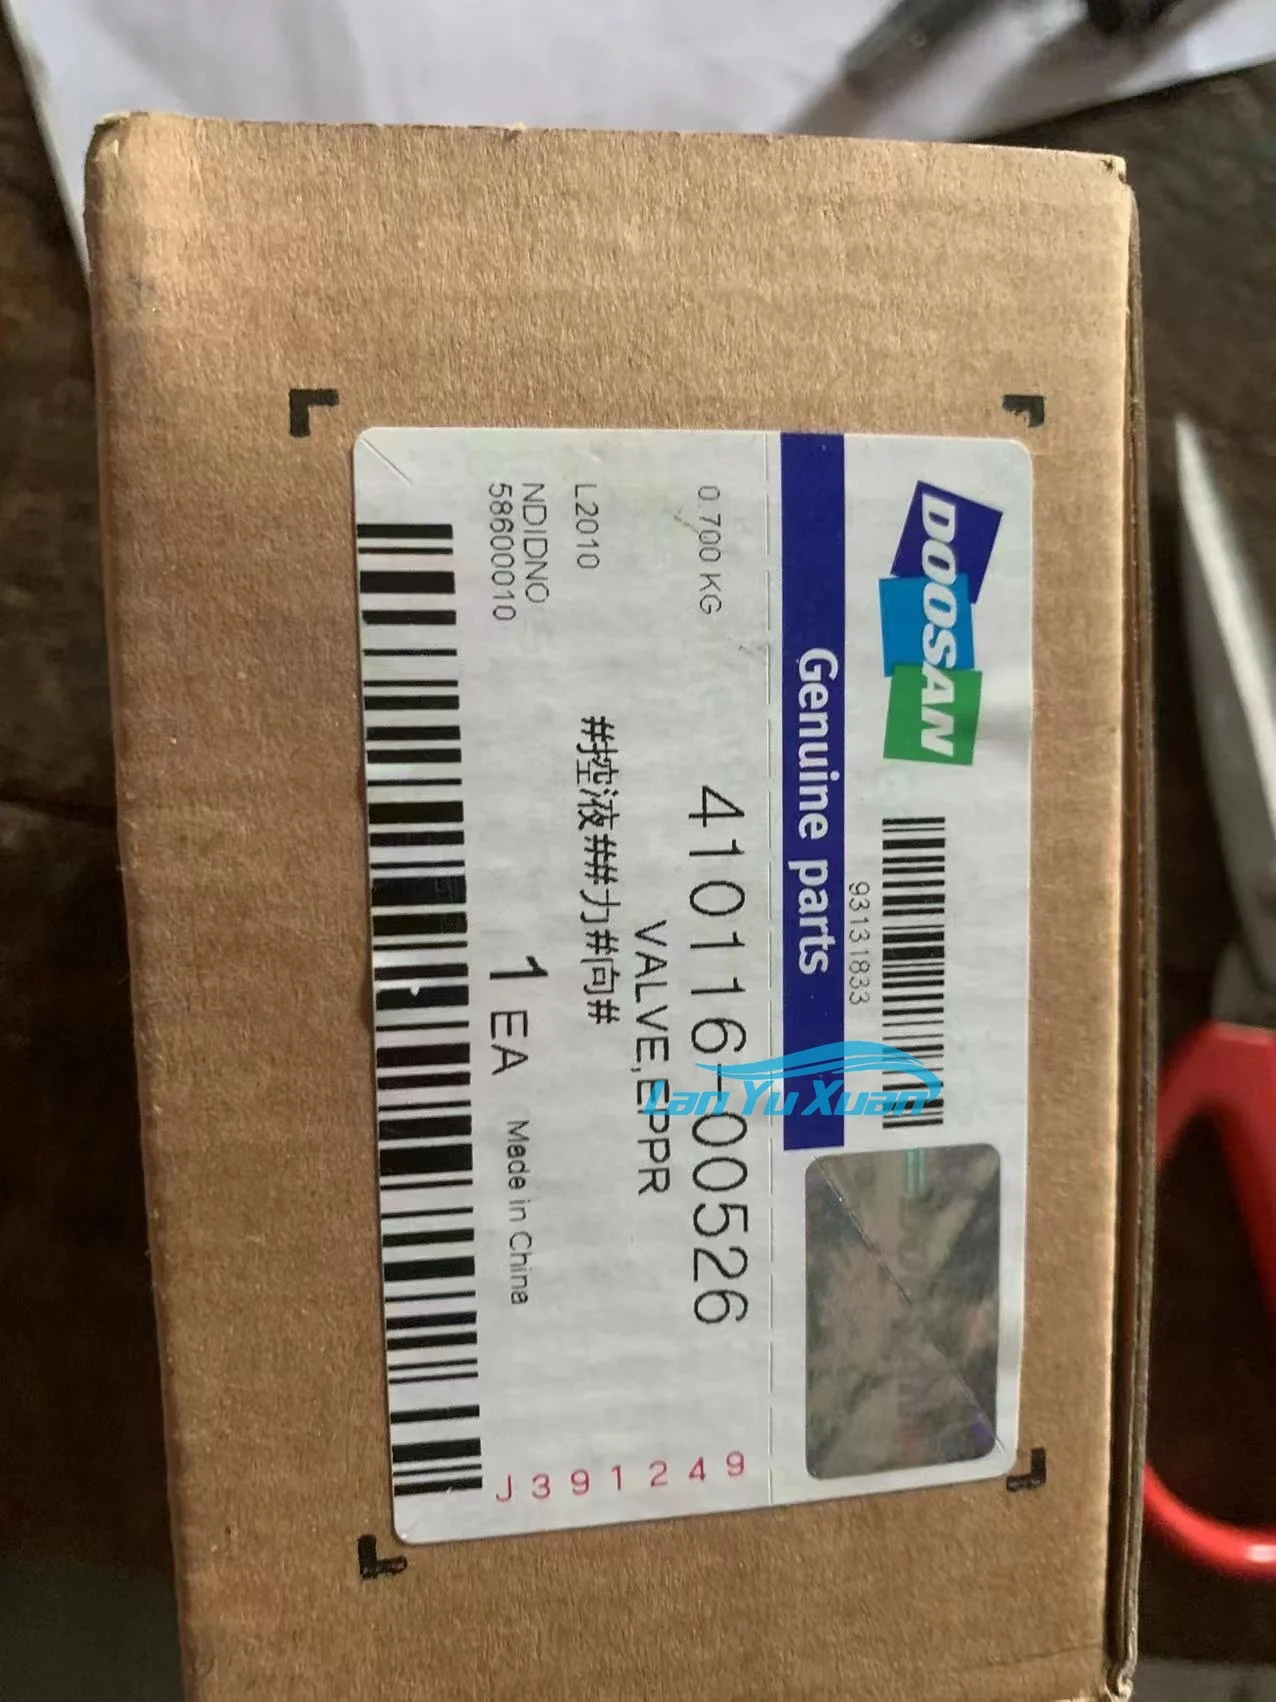 DOOSAN
93131833
Genuine parts
0.700 KG
410116-00526
VALVE,EPPR
L2010
#控液###力#向#
NDIDNO
58600010
1 EA
Made in China
J391249
Lan Yu Xuan